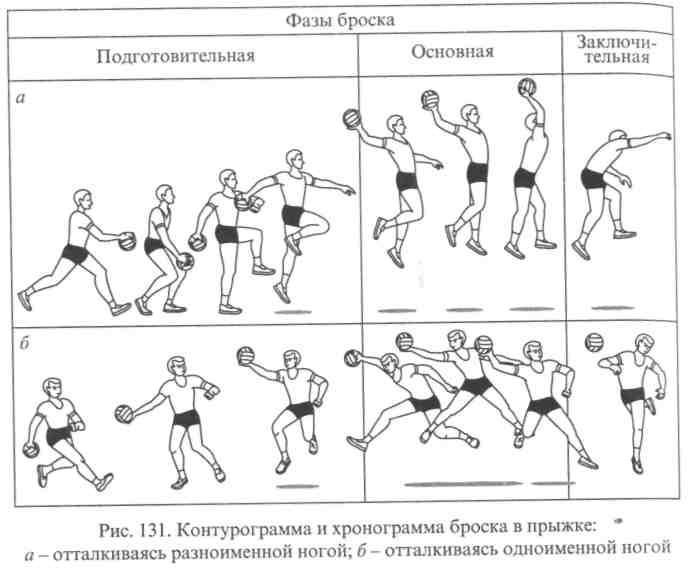 Фазы броска
Подготовительная
Основная
Заключи-
тельная
а
б
Рис. 131. Контурограмма и хронограмма броска в прыжке:
а – отталкиваясь разноименной ногой; б – отталкиваясь одноименной ногой